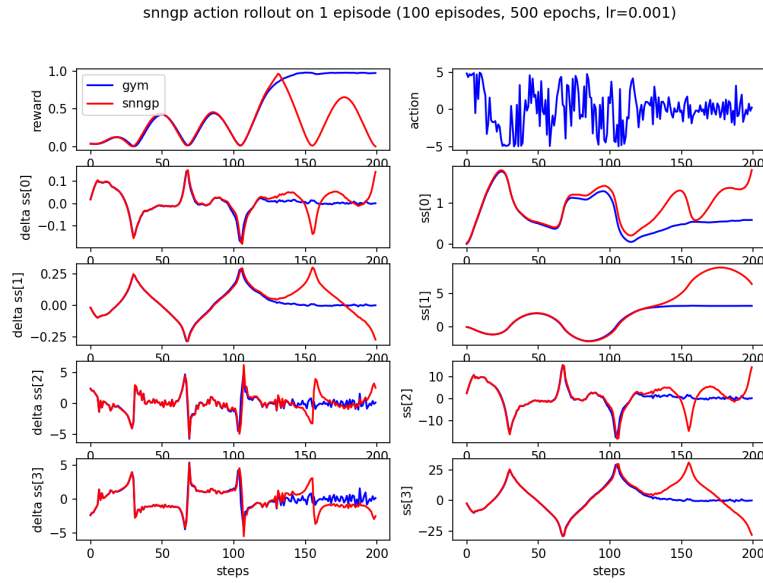 snngp action rollout on 1 episode (100 episodes, 500 epochs, lr=0.001)
reward
1.0
0.5
0.0
gym
snngp
0 50 100 150 200
action
5
0
−5
0 50 100 150 200
delta ss[0]
0.1
0.0
−0.1
0 50 100 150 200
ss[0]
1
0
0 50 100 150 200
delta ss[1]
0.25
0.00
−0.25
0 50 100 150 200
ss[1]
5
0
0 50 100 150 200
delta ss[2]
5
0
−5
0 50 100 150 200
ss[2]
10
0
−10
0 50 100 150 200
delta ss[3]
5
0
−5
0 50 100 150 200
steps
ss[3]
25
0
−25
0 50 100 150 200
steps